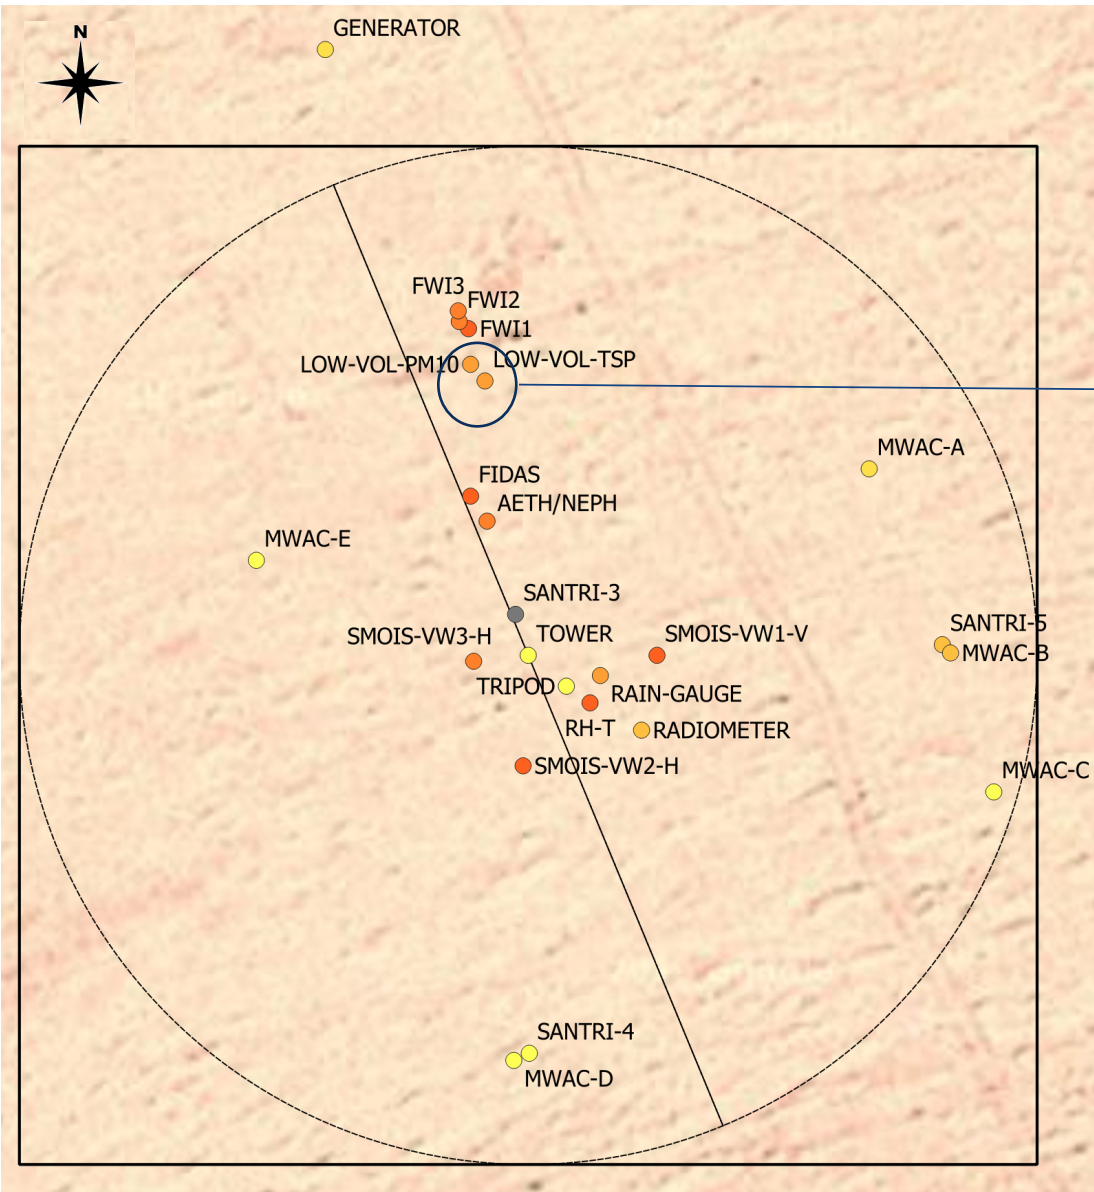 GENERATOR
N
FWI3
FWI2
FWI1
LOW-VOL-TSP
LOW-VOL-PM10
MWAC-A
FIDAS
AETH/NEPH
MWAC-E
SANTRI-3
SANTRI-5
SMOIS-VW3-H
TOWER
SMOIS-VW1-V
MWAC-B
TRIPOD
RAIN-GAUGE
RH-T
RADIOMETER
SMOIS-VW2-H
MWAC-C
SANTRI-4
MWAC-D